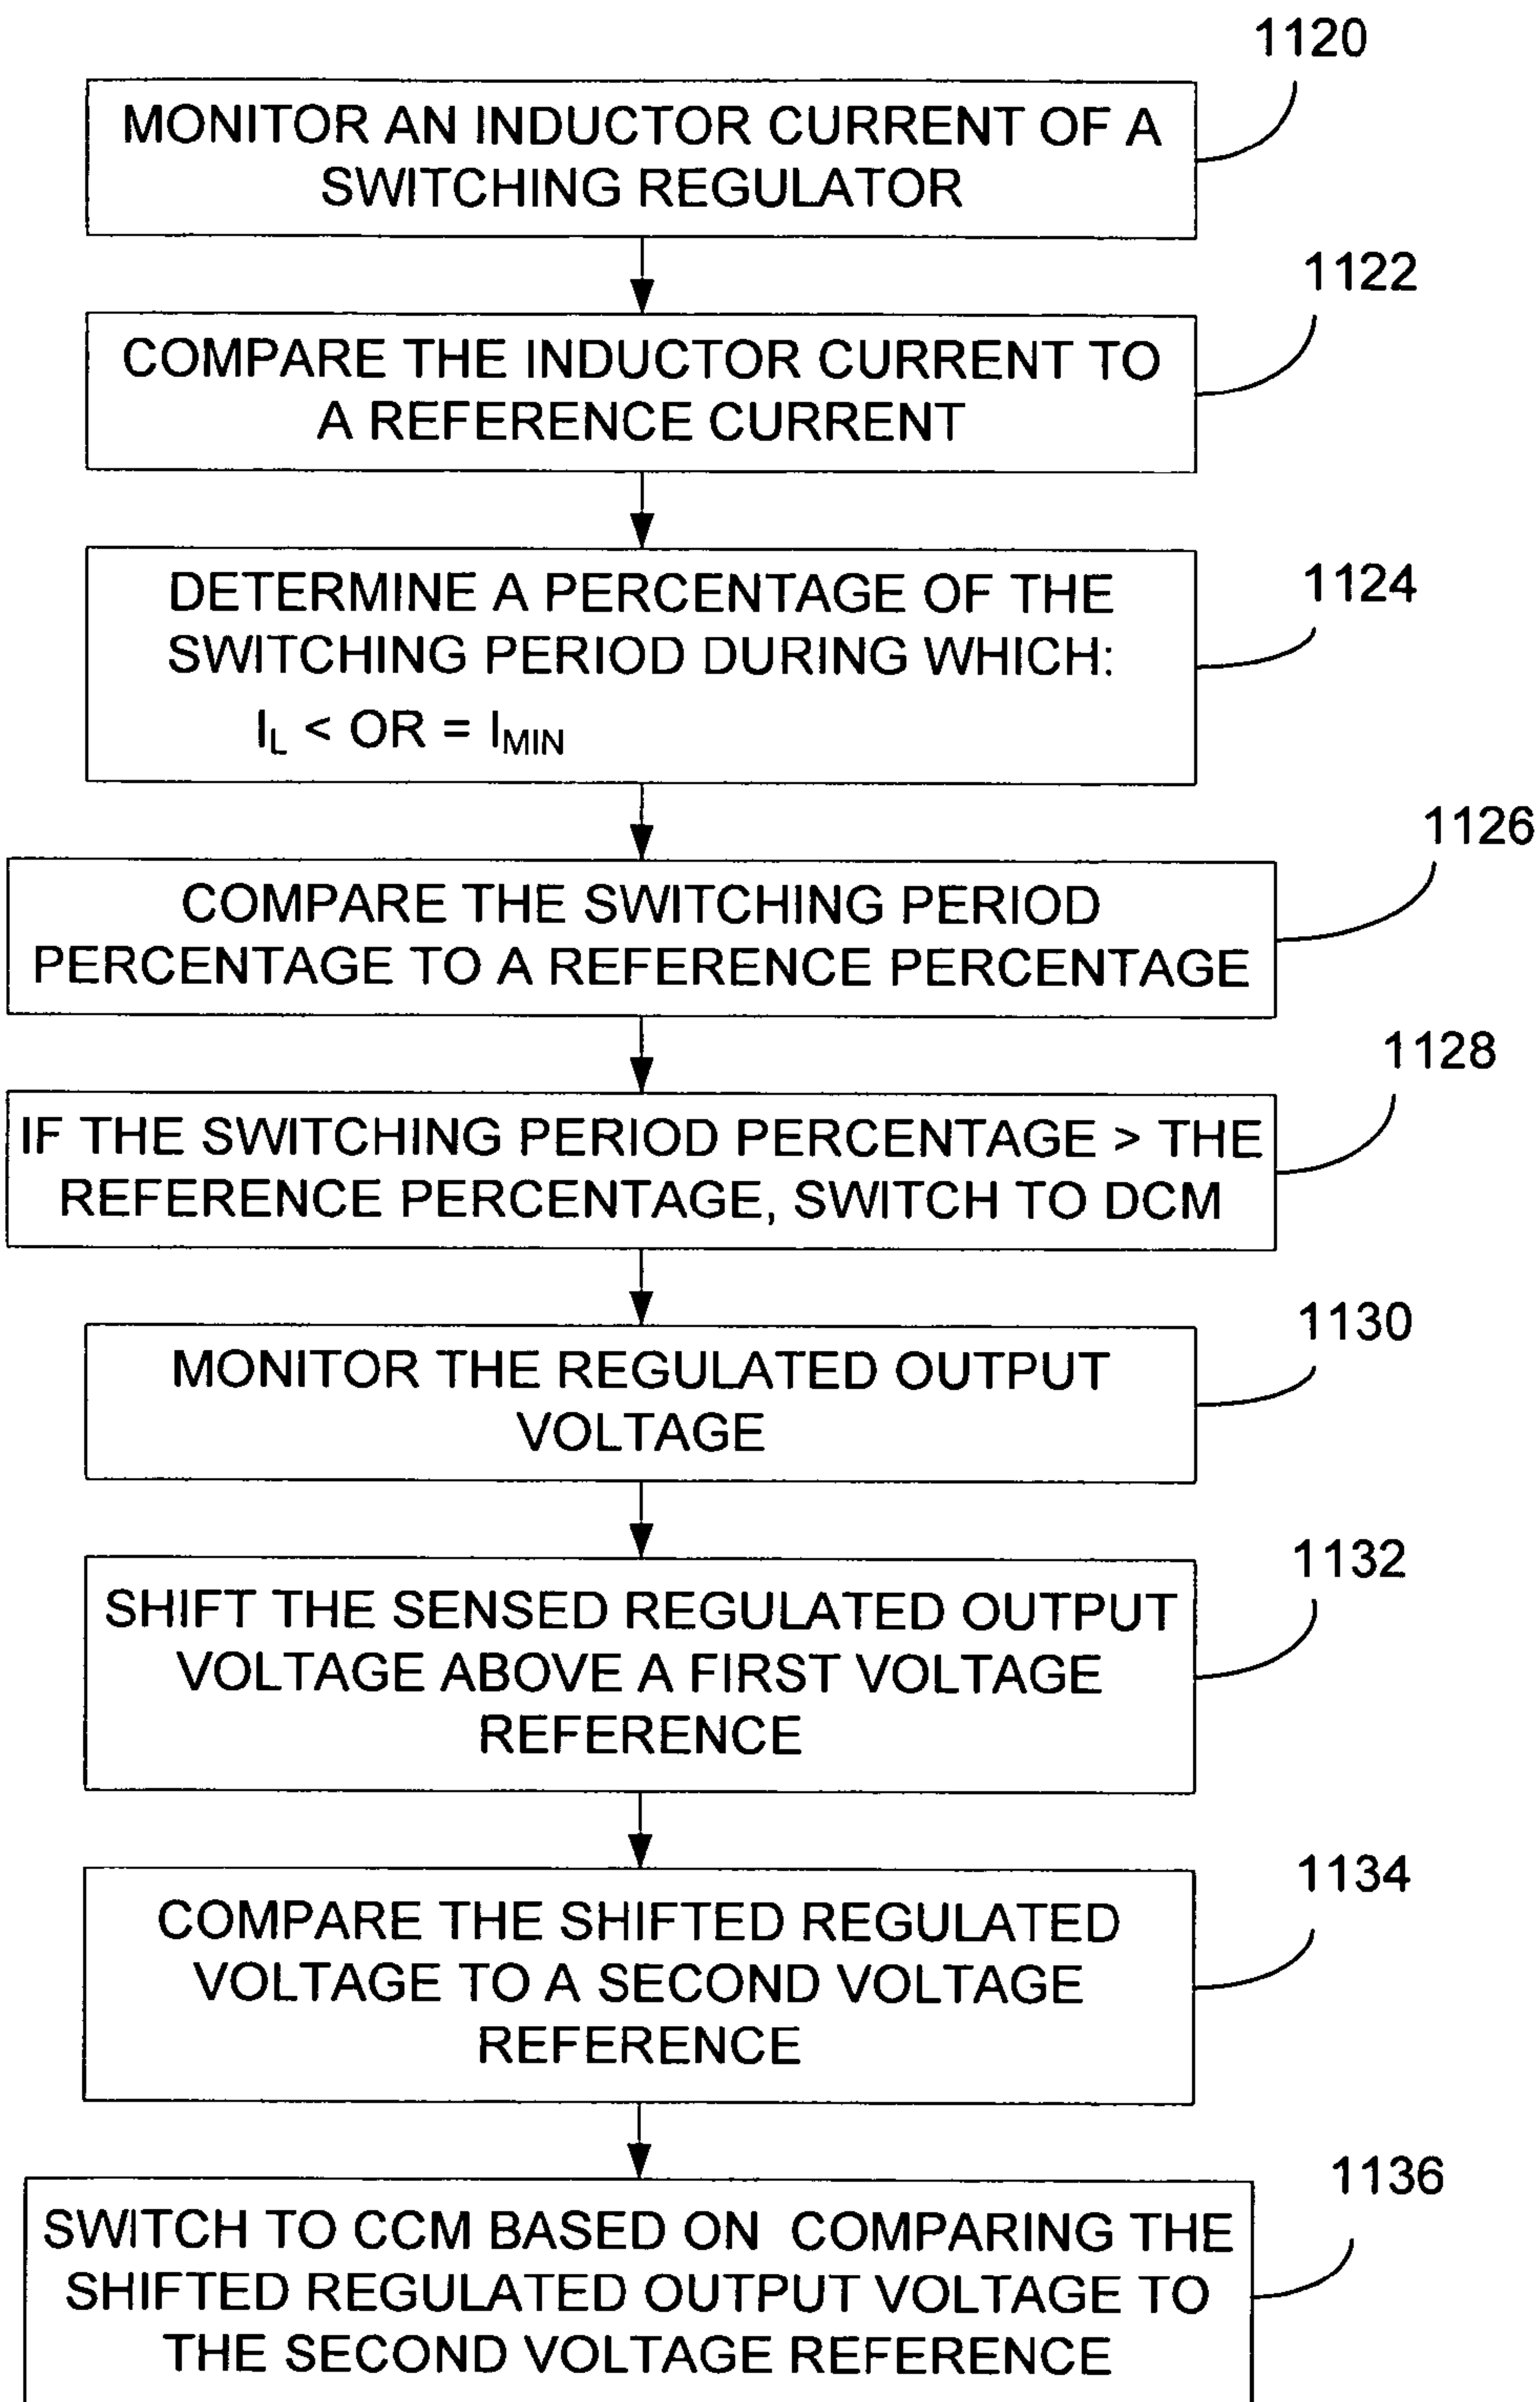 1120
MONITOR AN INDUCTOR CURRENT OF A
SWITCHING REGULATOR
1122
COMPARE THE INDUCTOR CURRENT TO
A REFERENCE CURRENT
1124
DETERMINE A PERCENTAGE OF THE
SWITCHING PERIOD DURING WHICH:
I_L < OR = I_MIN
1126
COMPARE THE SWITCHING PERIOD
PERCENTAGE TO A REFERENCE PERCENTAGE
1128
IF THE SWITCHING PERIOD PERCENTAGE > THE
REFERENCE PERCENTAGE, SWITCH TO DCM
1130
MONITOR THE REGULATED OUTPUT
VOLTAGE
1132
SHIFT THE SENSED REGULATED OUTPUT
VOLTAGE ABOVE A FIRST VOLTAGE
REFERENCE
1134
COMPARE THE SHIFTED REGULATED
VOLTAGE TO A SECOND VOLTAGE
REFERENCE
1136
SWITCH TO CCM BASED ON COMPARING THE
SHIFTED REGULATED OUTPUT VOLTAGE TO
THE SECOND VOLTAGE REFERENCE